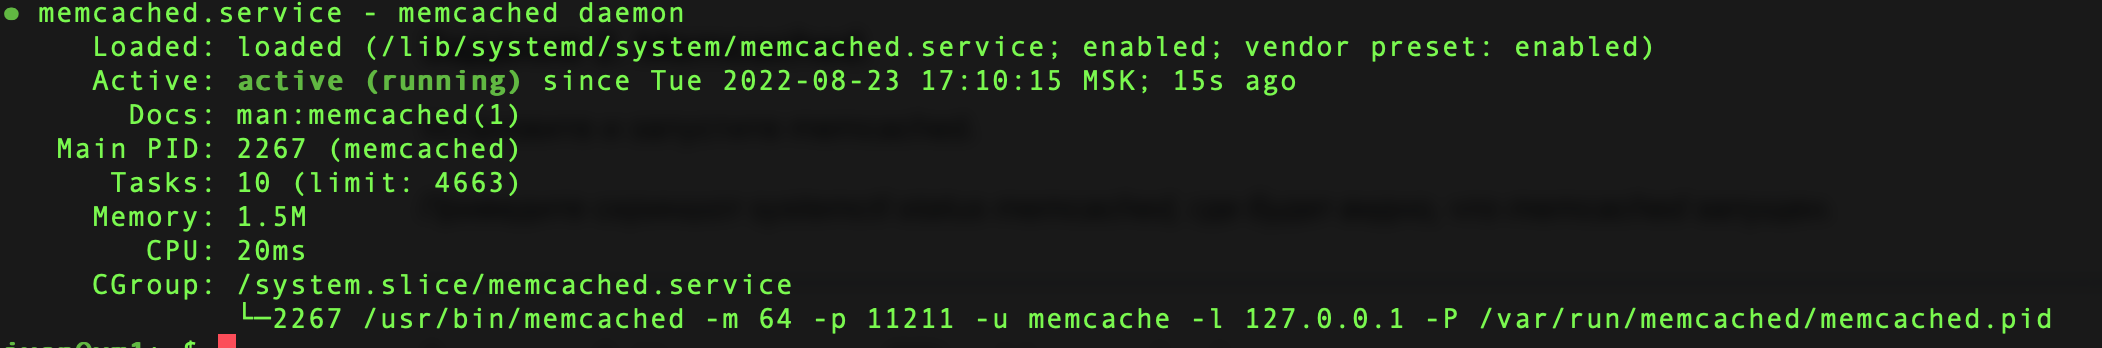 ● memcached.service - memcached daemon
Loaded: loaded (/lib/systemd/system/memcached.service; enabled; vendor preset: enabled)
Active: active (running) since Tue 2022-08-23 17:10:15 MSK; 15s ago
Docs: man:memcached(1)
Main PID: 2267 (memcached)
Tasks: 10 (limit: 4663)
Memory: 1.5M
CPU: 20ms
CGroup: /system.slice/memcached.service
└─2267 /usr/bin/memcached -m 64 -p 11211 -u memcache -l 127.0.0.1 -P /var/run/memcached/memcached.pid